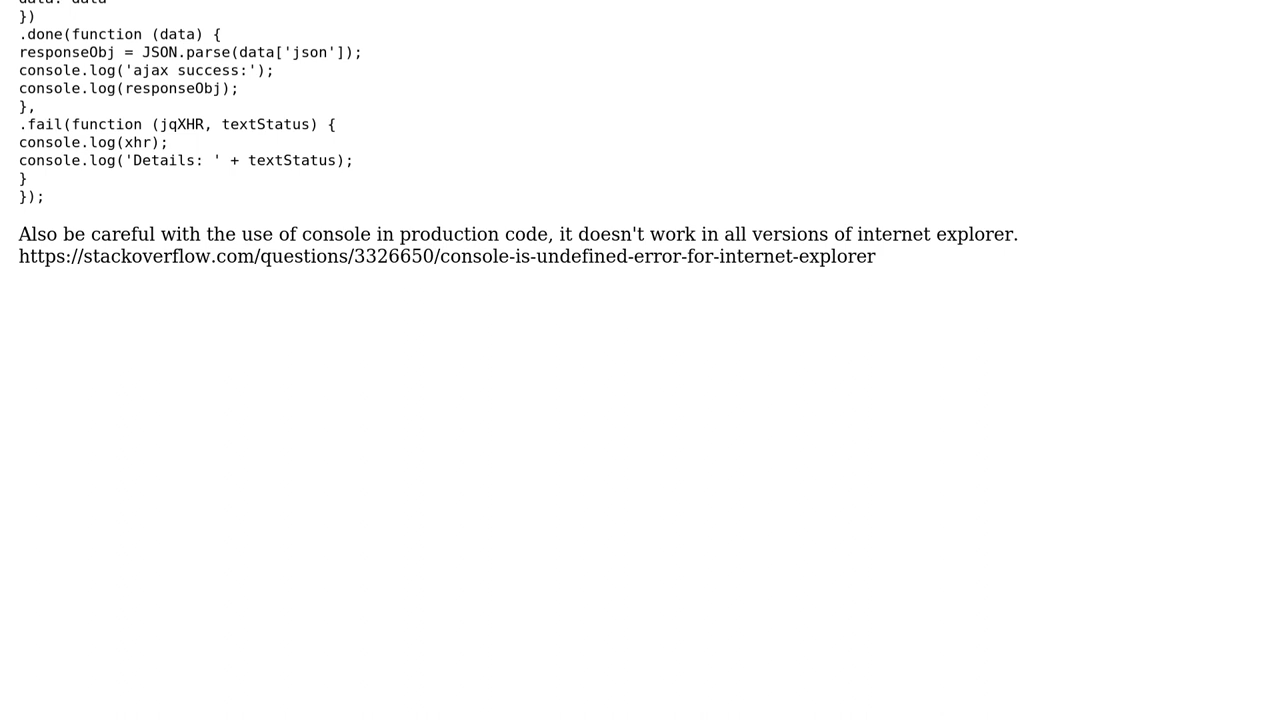 data: data
})
.done(function (data) {
responseObj = JSON.parse(data['json']);
console.log('ajax success:');
console.log(responseObj);
},
.fail(function (jqXHR, textStatus) {
console.log(xhr);
console.log('Details: ' + textStatus);
}
});
Also be careful with the use of console in production code, it doesn't work in all versions of internet explorer.
https://stackoverflow.com/questions/3326650/console-is-undefined-error-for-internet-explorer